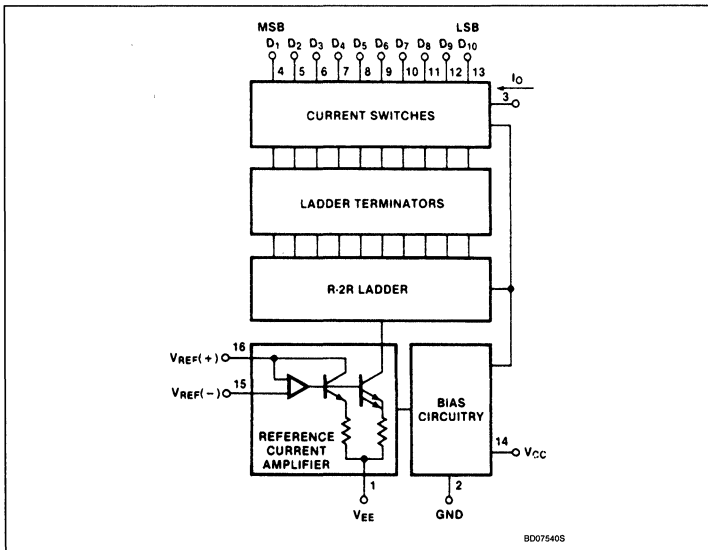 MSB LSB
D1 D2 D3 D4 D5 D6 D7 D8 D9 D10
4 5 6 7 8 9 10 11 12 13
IO
3
CURRENT SWITCHES
LADDER TERMINATORS
R-2R LADDER
VREF(+) 16
VREF(-) 15
REFERENCE
CURRENT
AMPLIFIER
BIAS
CIRCUITRY
14
VCC
1 2
VEE GND
BD07540S